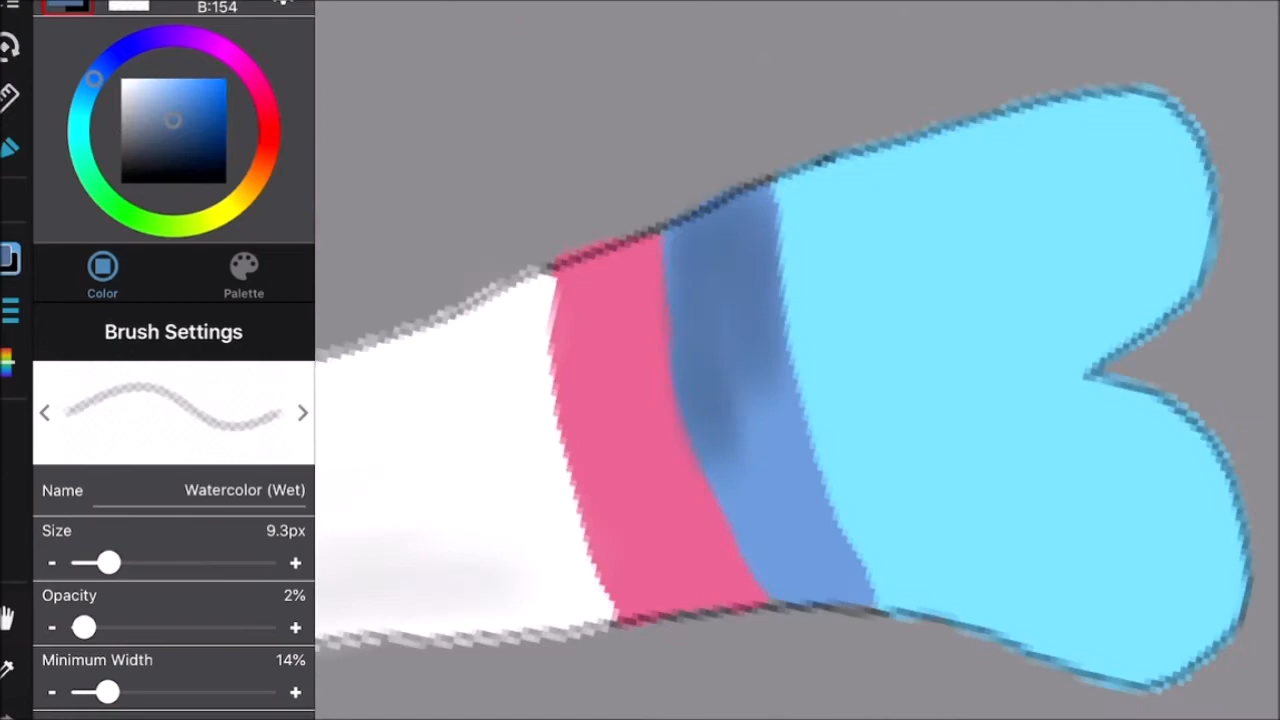 B:154
Color Palette
Brush Settings
Name Watercolor (Wet)
Size 9.3px
- +
Opacity 2%
- +
Minimum Width 14%
- +